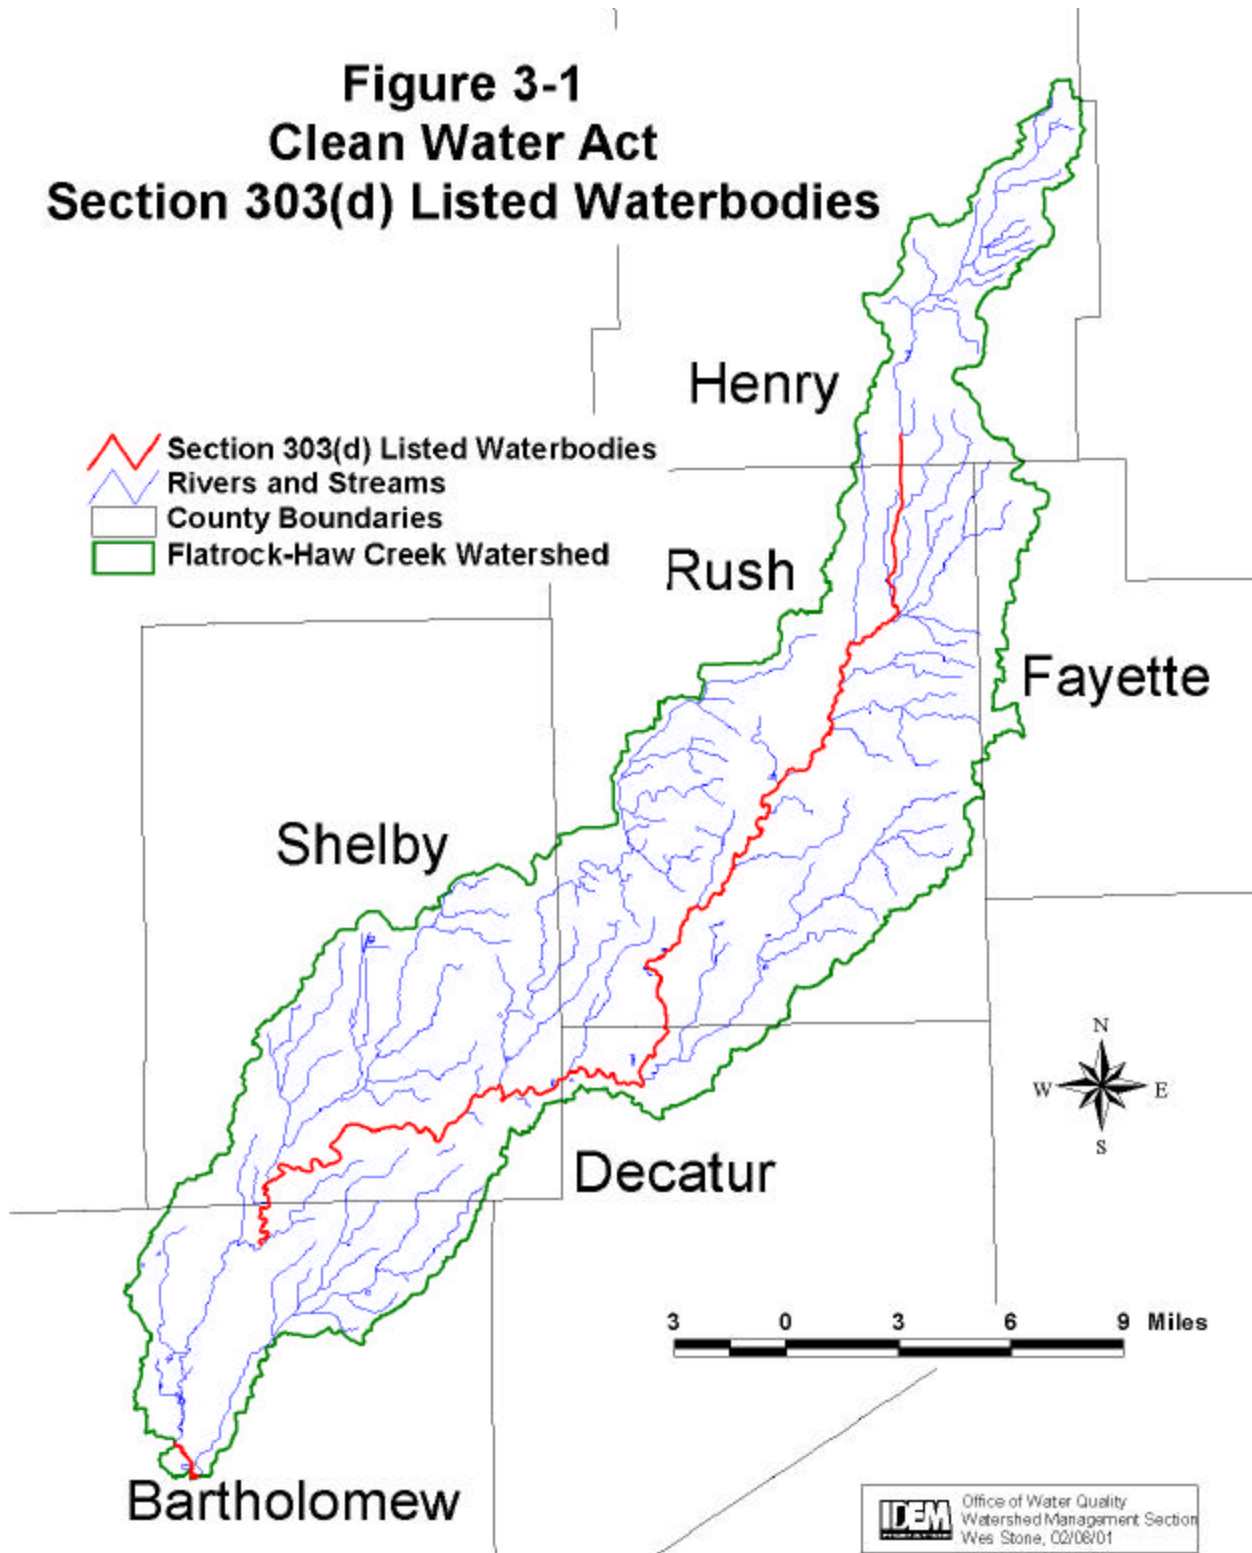 Figure 3-1
Clean Water Act
Section 303(d) Listed Waterbodies
Henry
Section 303(d) Listed Waterbodies
Rivers and Streams
County Boundaries
Flatrock-Haw Creek Watershed
Rush
Fayette
Shelby
N
W E
S
Decatur
3 0 3 6 9 Miles
Bartholomew
IDEM
Office of Water Quality
Watershed Management Section
Wes Stone, 02/08/01